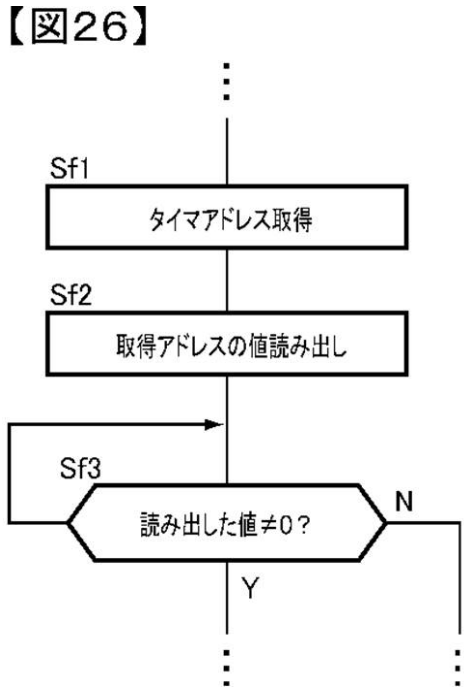 【図26】
Sf1
タイマアドレス取得
Sf2
取得アドレスの値読み出し
Sf3
読み出した値≠0?
N
Y